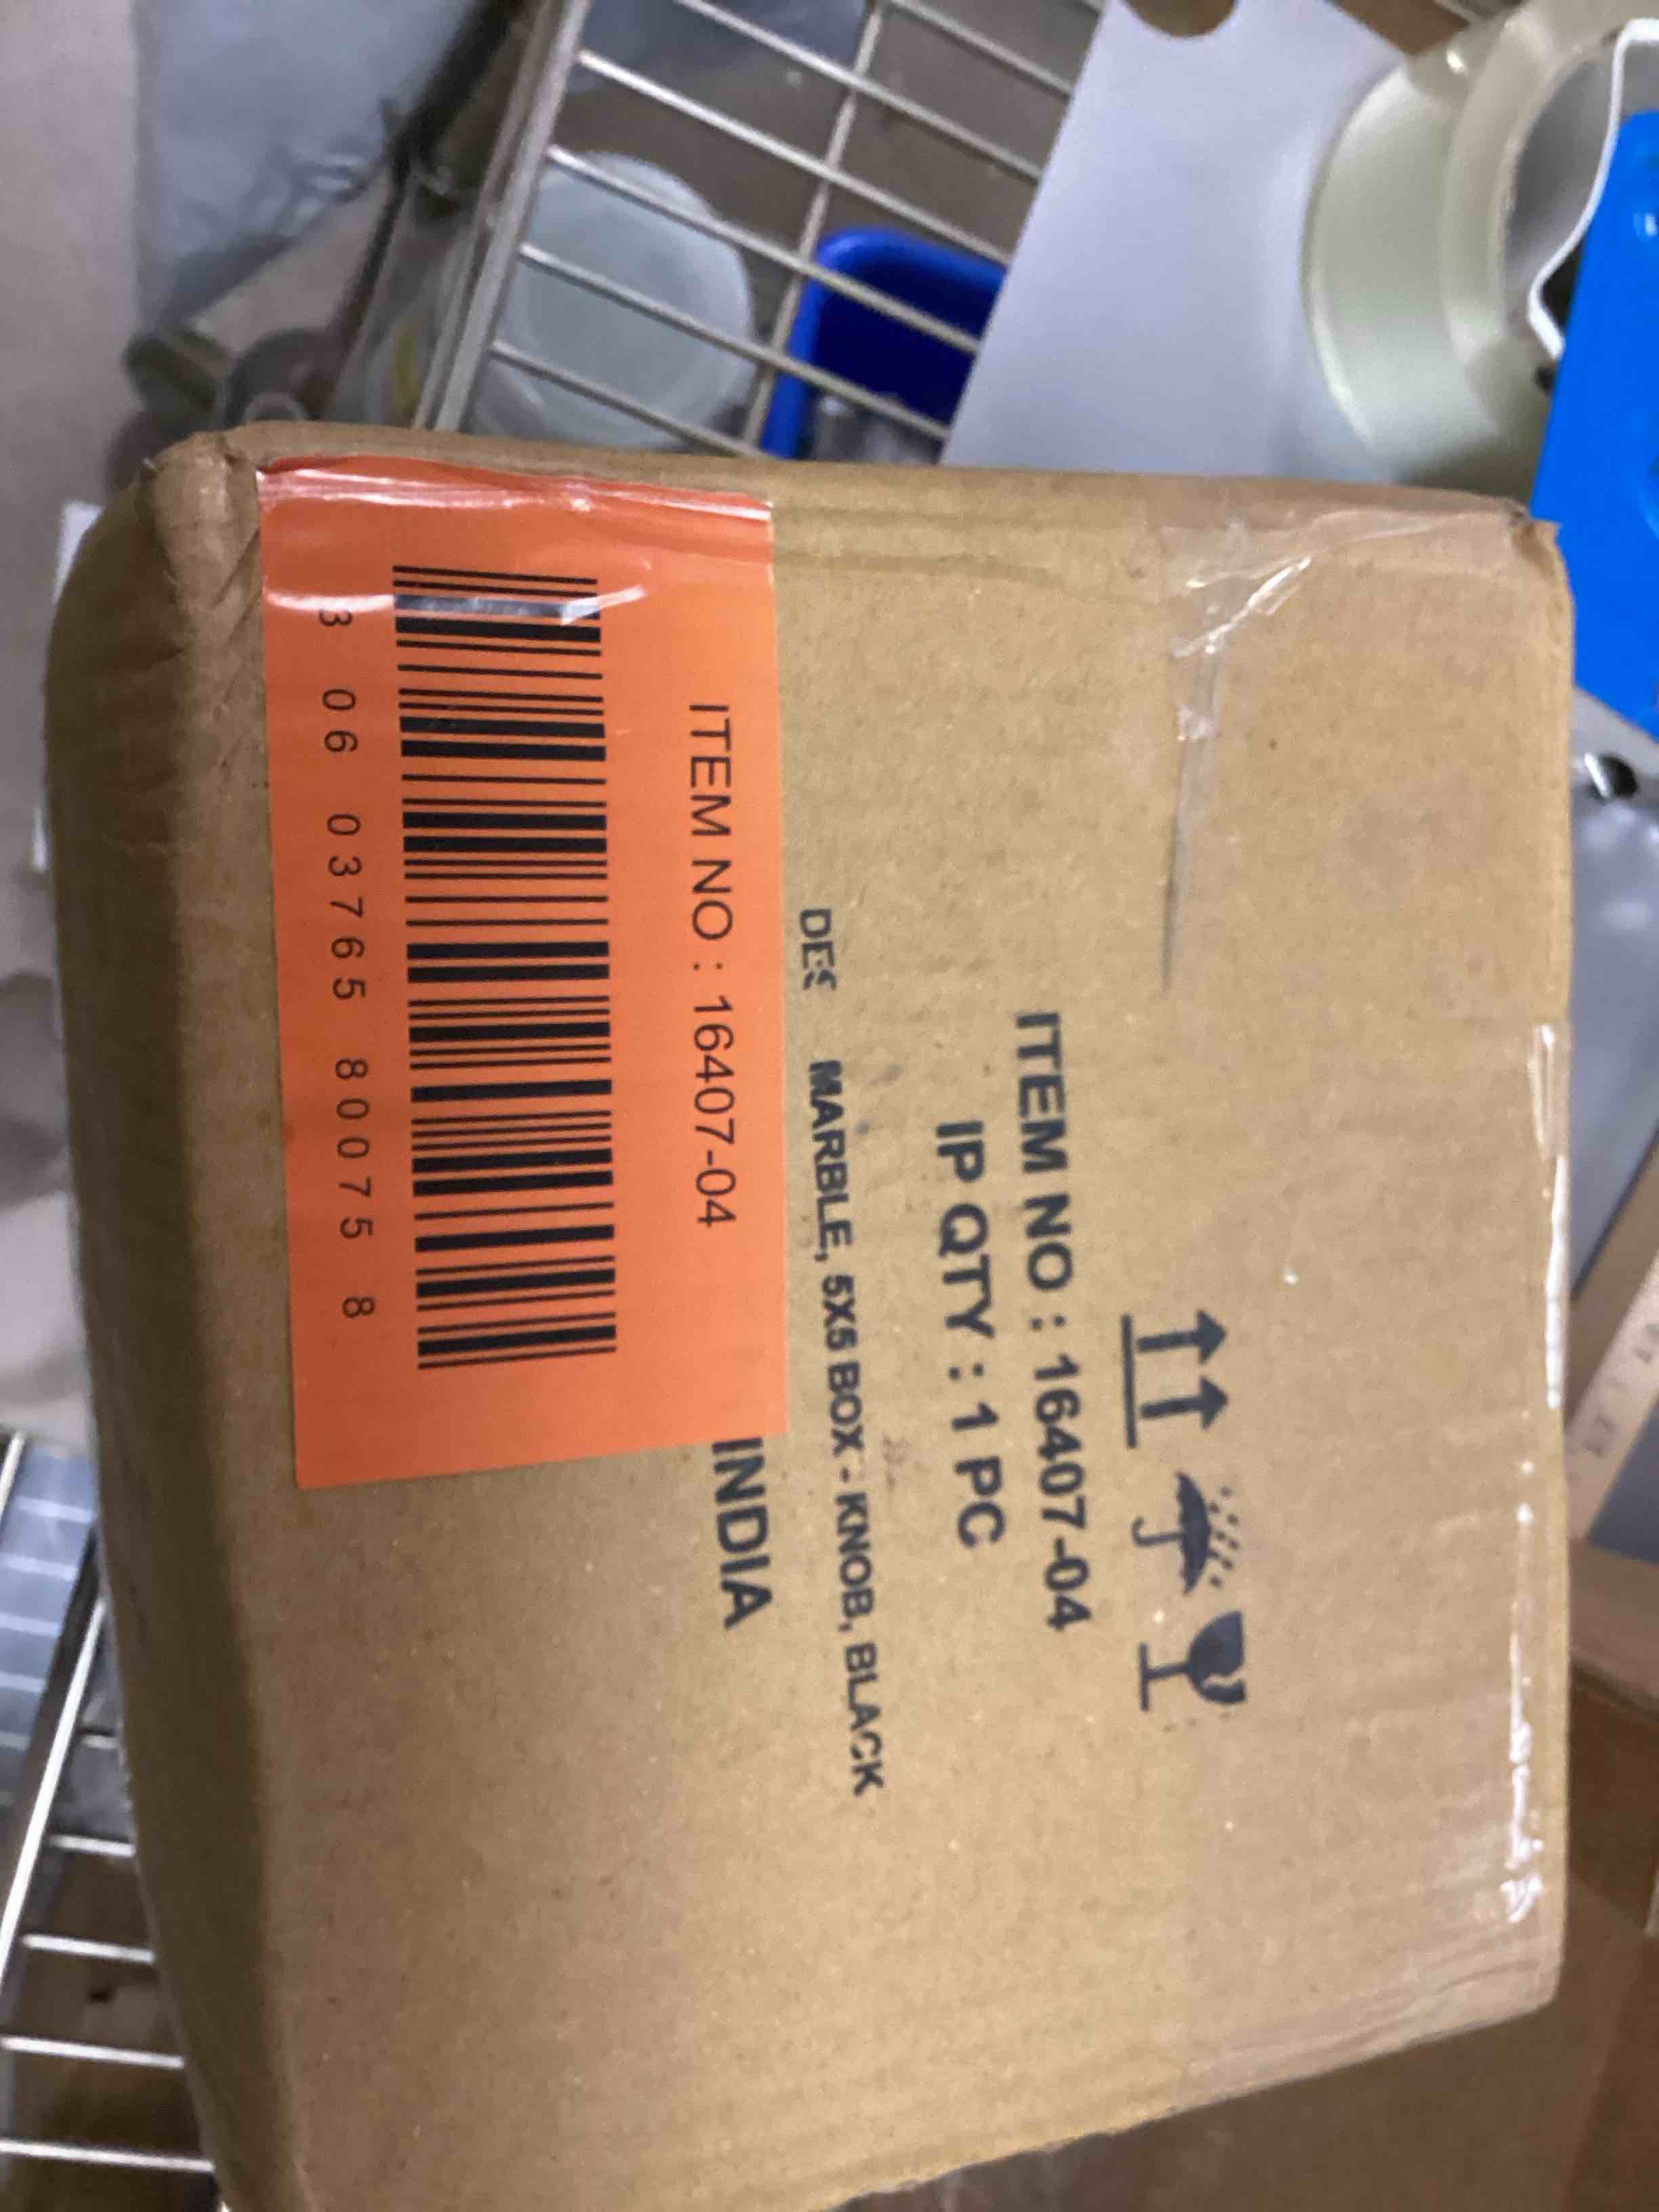 ITEM NO : 16407-04
IP QTY : 1 PC
DES MARBLE, 5X5 BOX - KNOB, BLACK
INDIA
ITEM NO : 16407-04
3 06 03765 80075 8